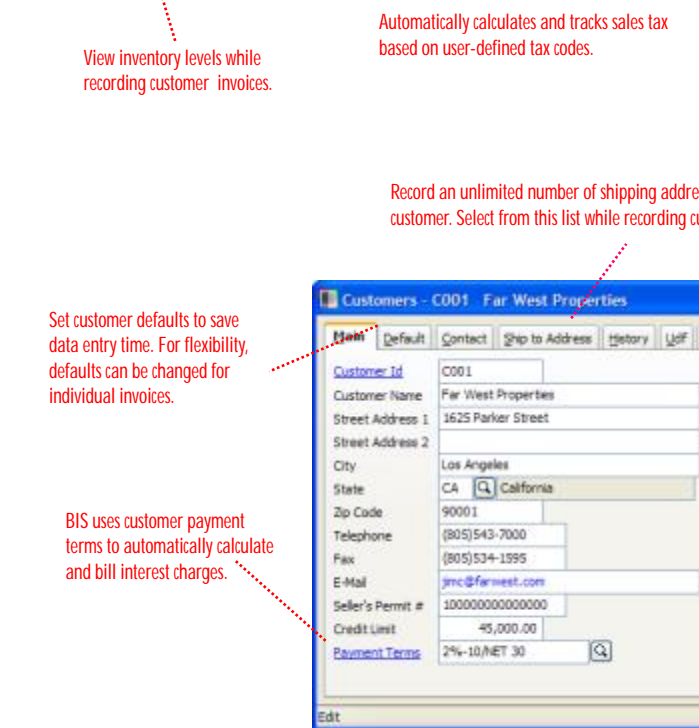 View inventory levels while
recording customer invoices.
Automatically calculates and tracks sales tax
based on user-defined tax codes.
Record an unlimited number of shipping addre
customer. Select from this list while recording cu
Set customer defaults to save
data entry time. For flexibility,
defaults can be changed for
individual invoices.
BIS uses customer payment
terms to automatically calculate
and bill interest charges.
Customers - C001 Far West Properties
Main Default Contact Ship to Address History Udf
Customer Id C001
Customer Name Far West Properties
Street Address 1 1625 Parker Street
Street Address 2
City Los Angeles
State CA California
Zip Code 90001
Telephone (805)543-7000
Fax (805)534-1595
E-Mail jmc@farwest.com
Seller's Permit # 100000000000000
Credit Limit 45,000.00
Payment Terms 2%-10/NET 30
Edit